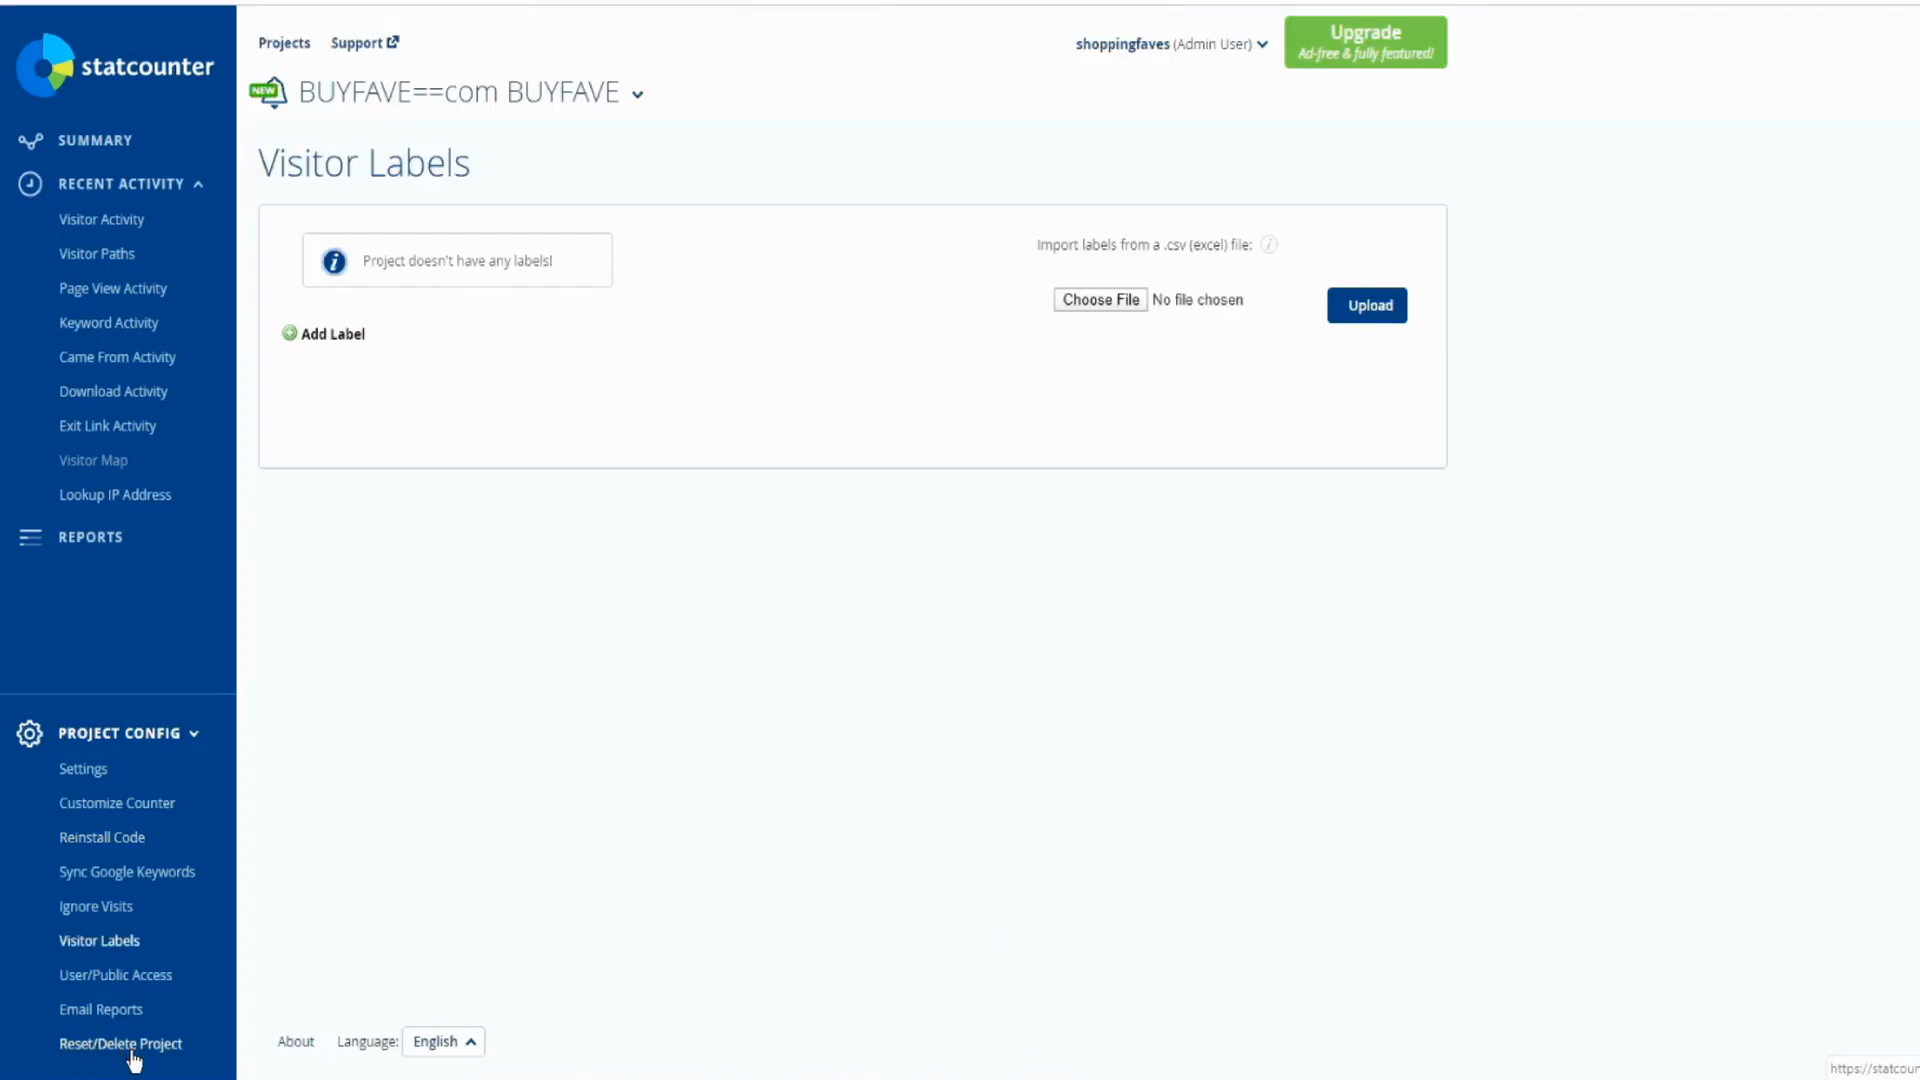 statcounter
Projects Support
shoppingfaves (Admin User)
Upgrade
Ad-free & fully featured!
NEW BUYFAVE==com BUYFAVE
SUMMARY
RECENT ACTIVITY
Visitor Activity
Visitor Paths
Page View Activity
Keyword Activity
Came From Activity
Download Activity
Exit Link Activity
Visitor Map
Lookup IP Address
REPORTS
PROJECT CONFIG
Settings
Customize Counter
Reinstall Code
Sync Google Keywords
Ignore Visits
Visitor Labels
User/Public Access
Email Reports
Reset/Delete Project
Visitor Labels
Project doesn't have any labels!
Add Label
Import labels from a .csv (excel) file:
Choose File No file chosen
Upload
About Language: English
https://statcour